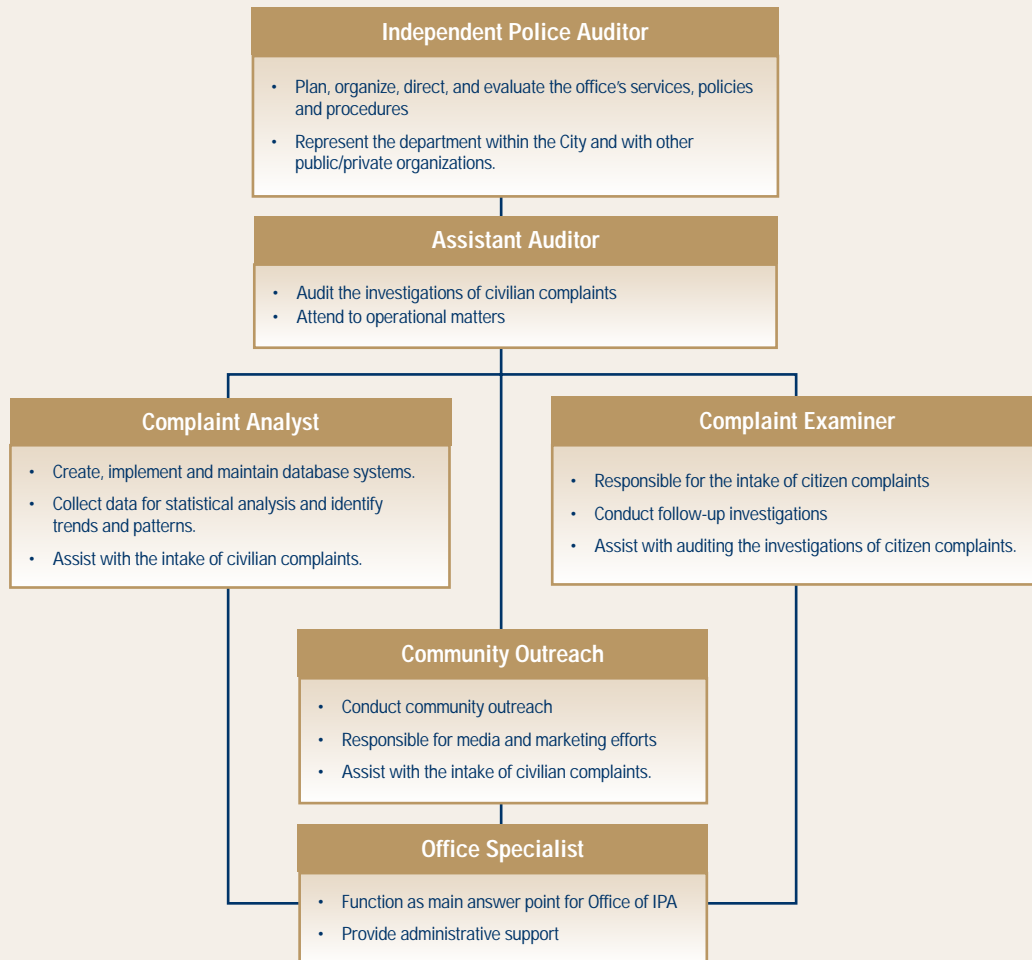 Independent Police Auditor
• Plan, organize, direct, and evaluate the office's services, policies
and procedures
• Represent the department within the City and with other
public/private organizations.
Assistant Auditor
• Audit the investigations of civilian complaints
• Attend to operational matters
Complaint Analyst
• Create, implement and maintain database systems.
• Collect data for statistical analysis and identify
trends and patterns.
• Assist with the intake of civilian complaints.
Complaint Examiner
• Responsible for the intake of citizen complaints
• Conduct follow-up investigations
• Assist with auditing the investigations of citizen complaints.
Community Outreach
• Conduct community outreach
• Responsible for media and marketing efforts
• Assist with the intake of civilian complaints.
Office Specialist
• Function as main answer point for Office of IPA
• Provide administrative support